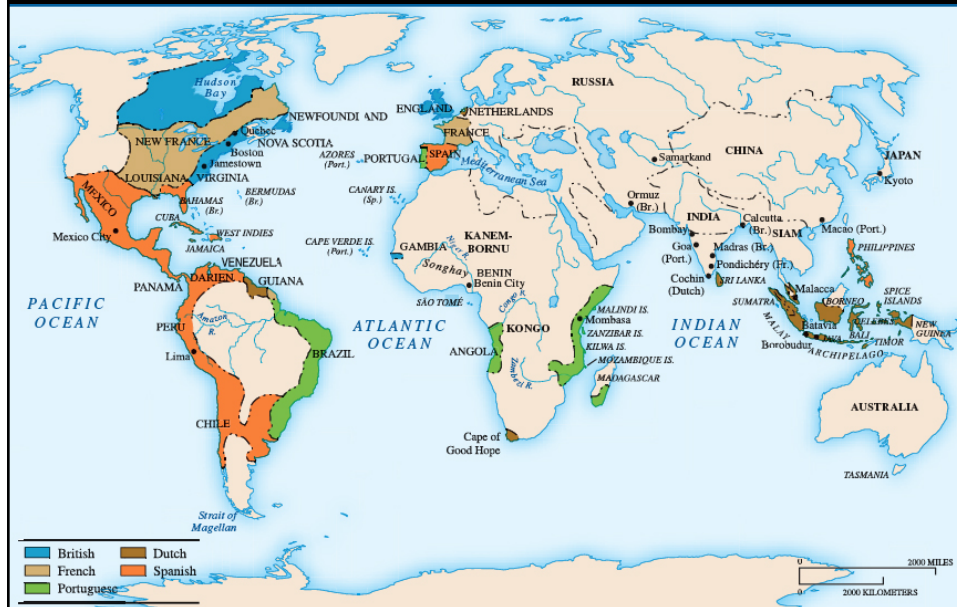 RUSSIA
Hudson
Bay
ENGLAND
NETHERLANDS
NEWFOUNDLAND
Quebec
NEW FRANCE
NOVA SCOTIA
FRANCE
CHINA
Boston
AZORES
(Port.)
PORTUGAL
SPAIN
Mediterranean Sea
Samarkand
JAPAN
Jamestown
LOUISIANA
VIRGINIA
Kyoto
MEXICO
BAHAMAS
(Br.)
BERMUDAS
(Br.)
CANARY IS.
(Sp.)
Ormuz
(Br.)
INDIA
Calcutta
(Br.)
CUBA
Mexico City
WEST INDIES
JAMAICA
CAPE VERDE IS.
(Port.)
GAMBIA
Niger R.
KANEM-
BORNU
Bombay
SIAM
Macao (Port.)
Goa
(Port.)
Madras (Br.)
PHILIPPINES
Songhay
VENEZUELA
BENIN
Benin City
Pondichéry (Fr.)
DARIEN
PANAMA
GUIANA
Cochin
(Dutch)
SRI LANKA
Malacca
SÃO TOMÉ
Congo R.
MALINDI IS.
SUMATRA
BORNEO
SPICE
ISLANDS
PACIFIC
OCEAN
Amazon
R.
ATLANTIC
OCEAN
KONGO
Mombasa
INDIAN
OCEAN
CELEBES
NEW
GUINEA
PERU
ZANZIBAR IS.
Batavia
JAVA
BALI
TIMOR
Lima
BRAZIL
ANGOLA
KILWA IS.
Borobudur
MALAY ARCHIPELAGO
Zambezi R.
MOZAMBIQUE IS.
MADAGASCAR
AUSTRALIA
CHILE
Cape of
Good Hope
TASMANIA
Strait of
Magellan
British
Dutch
French
Spanish
Portuguese
0 2000 MILES
0 2000 KILOMETERS